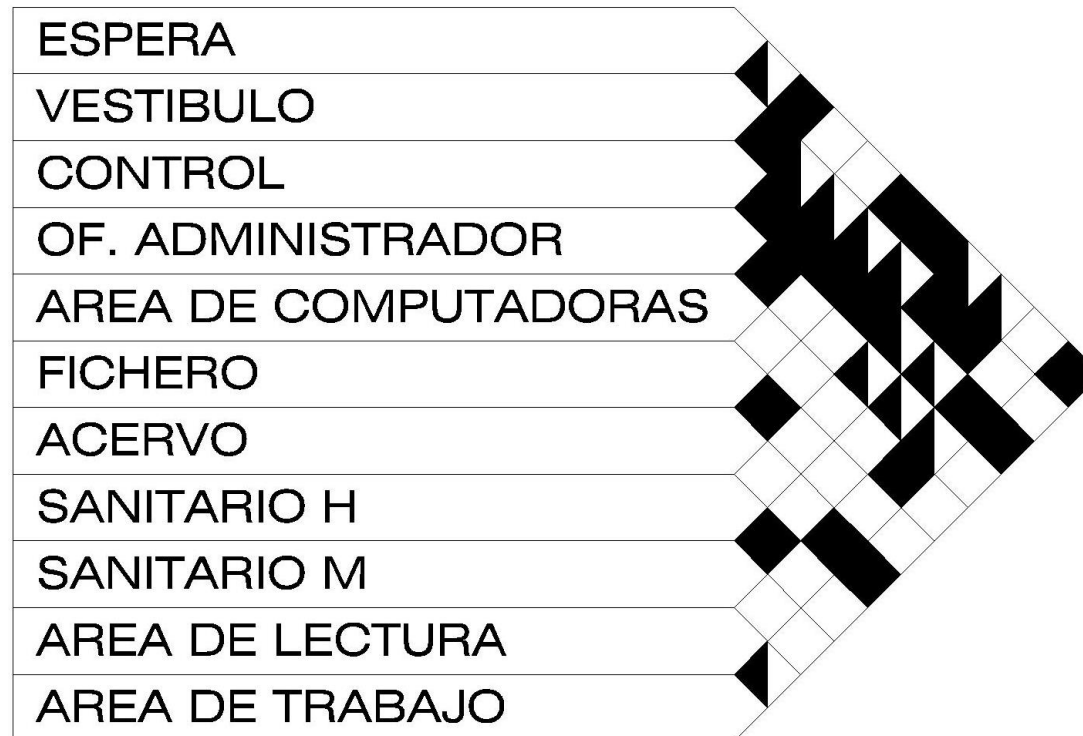 ESPERA
VESTIBULO
CONTROL
OF. ADMINISTRADOR
AREA DE COMPUTADORAS
FICHERO
ACERVO
SANITARIO H
SANITARIO M
AREA DE LECTURA
AREA DE TRABAJO